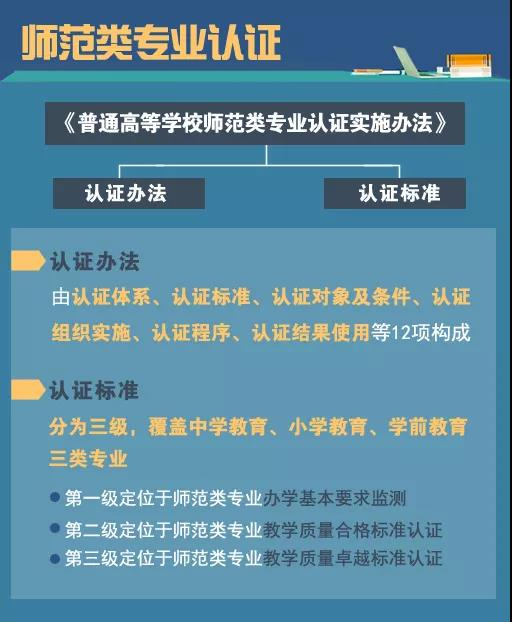 师范类专业认证
《普通高等学校师范类专业认证实施办法》
认证办法
认证标准
认证办法
由认证体系、认证标准、认证对象及条件、认证
组织实施、认证程序、认证结果使用等12项构成
认证标准
分为三级，覆盖中学教育、小学教育、学前教育
三类专业
第一级定位于师范类专业办学基本要求监测
第二级定位于师范类专业教学质量合格标准认证
第三级定位于师范类专业教学质量卓越标准认证